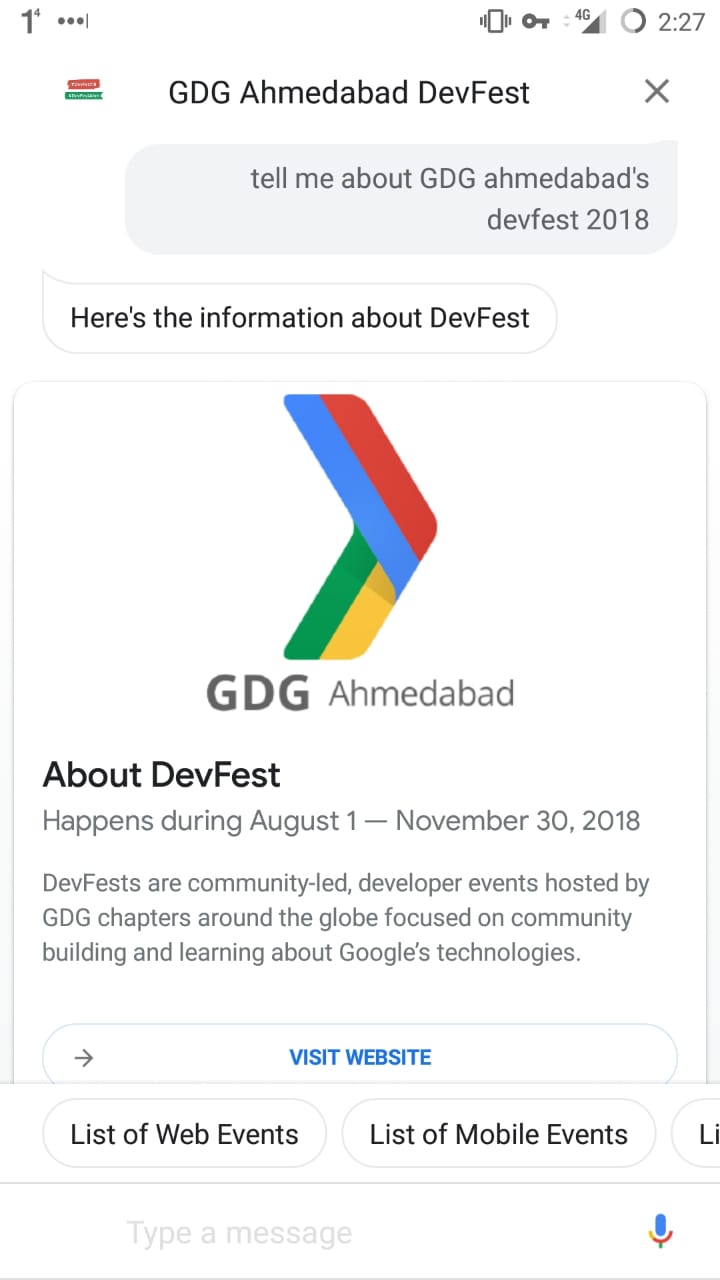 1 4
4G
2:27
GDG Ahmedabad DevFest
tell me about GDG ahmedabad's
devfest 2018
Here's the information about DevFest
GDG Ahmedabad
About DevFest
Happens during August 1 — November 30, 2018
DevFests are community-led, developer events hosted by
GDG chapters around the globe focused on community
building and learning about Google’s technologies.
VISIT WEBSITE
List of Web Events
List of Mobile Events
Li
Type a message